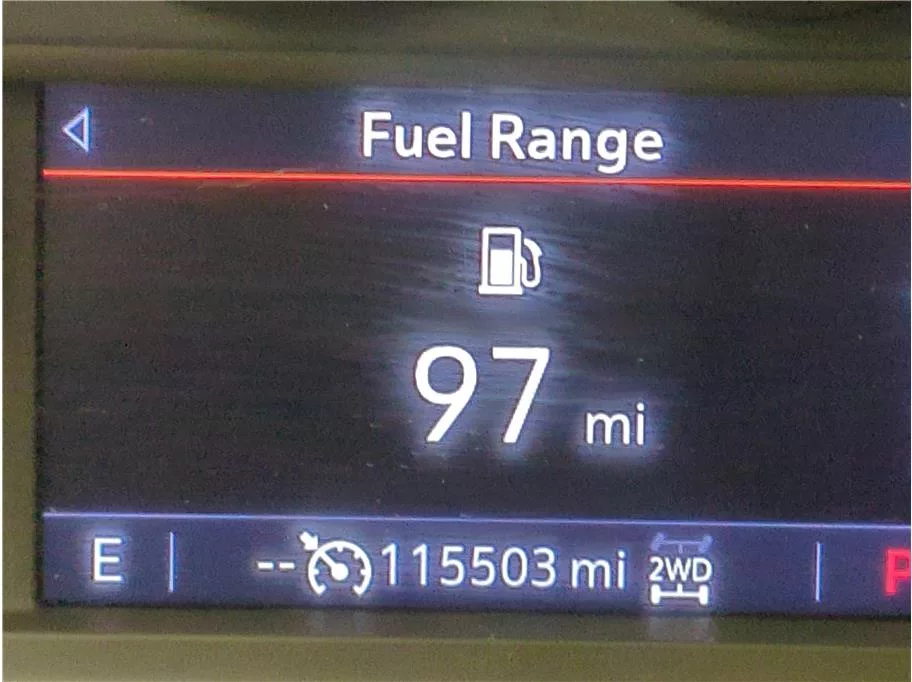 Fuel Range
97 mi
E -- 115503 mi 2WD P